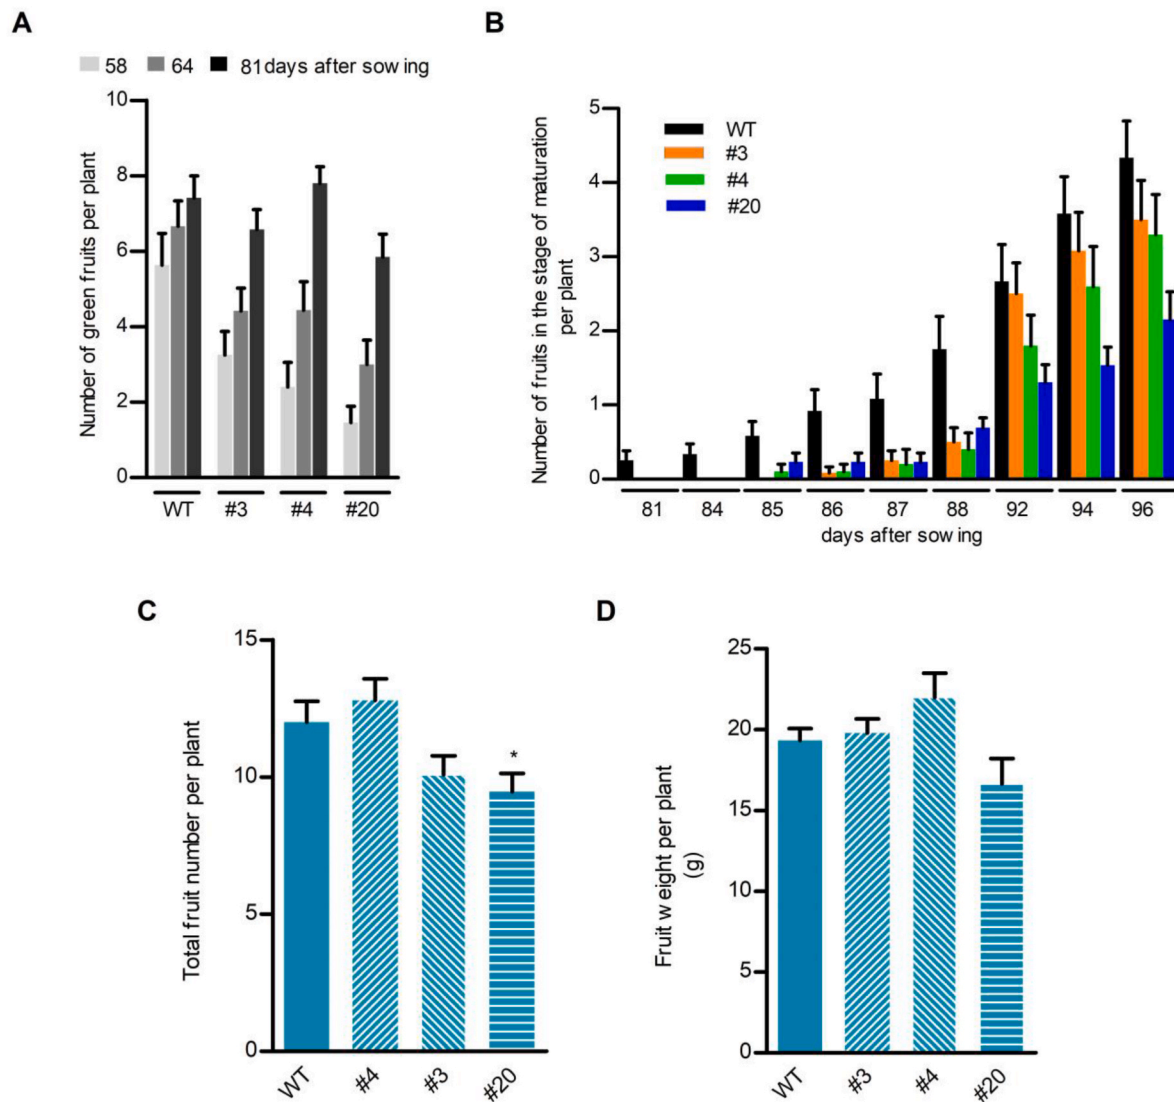 A
58 64 81days after sowing
Number of green fruits per plant
10
8
6
4
2
0
WT #3 #4 #20
B
WT
#3
#4
#20
Number of fruits in the stage of maturation
per plant
5
4
3
2
1
0
81 84 85 86 87 88 92 94 96
days after sowing
C
Total fruit number per plant
15
10
5
0
*
WT #4 #3 #20
D
Fruit w eight per plant
(g)
25
20
15
10
5
0
WT #3 #4 #20